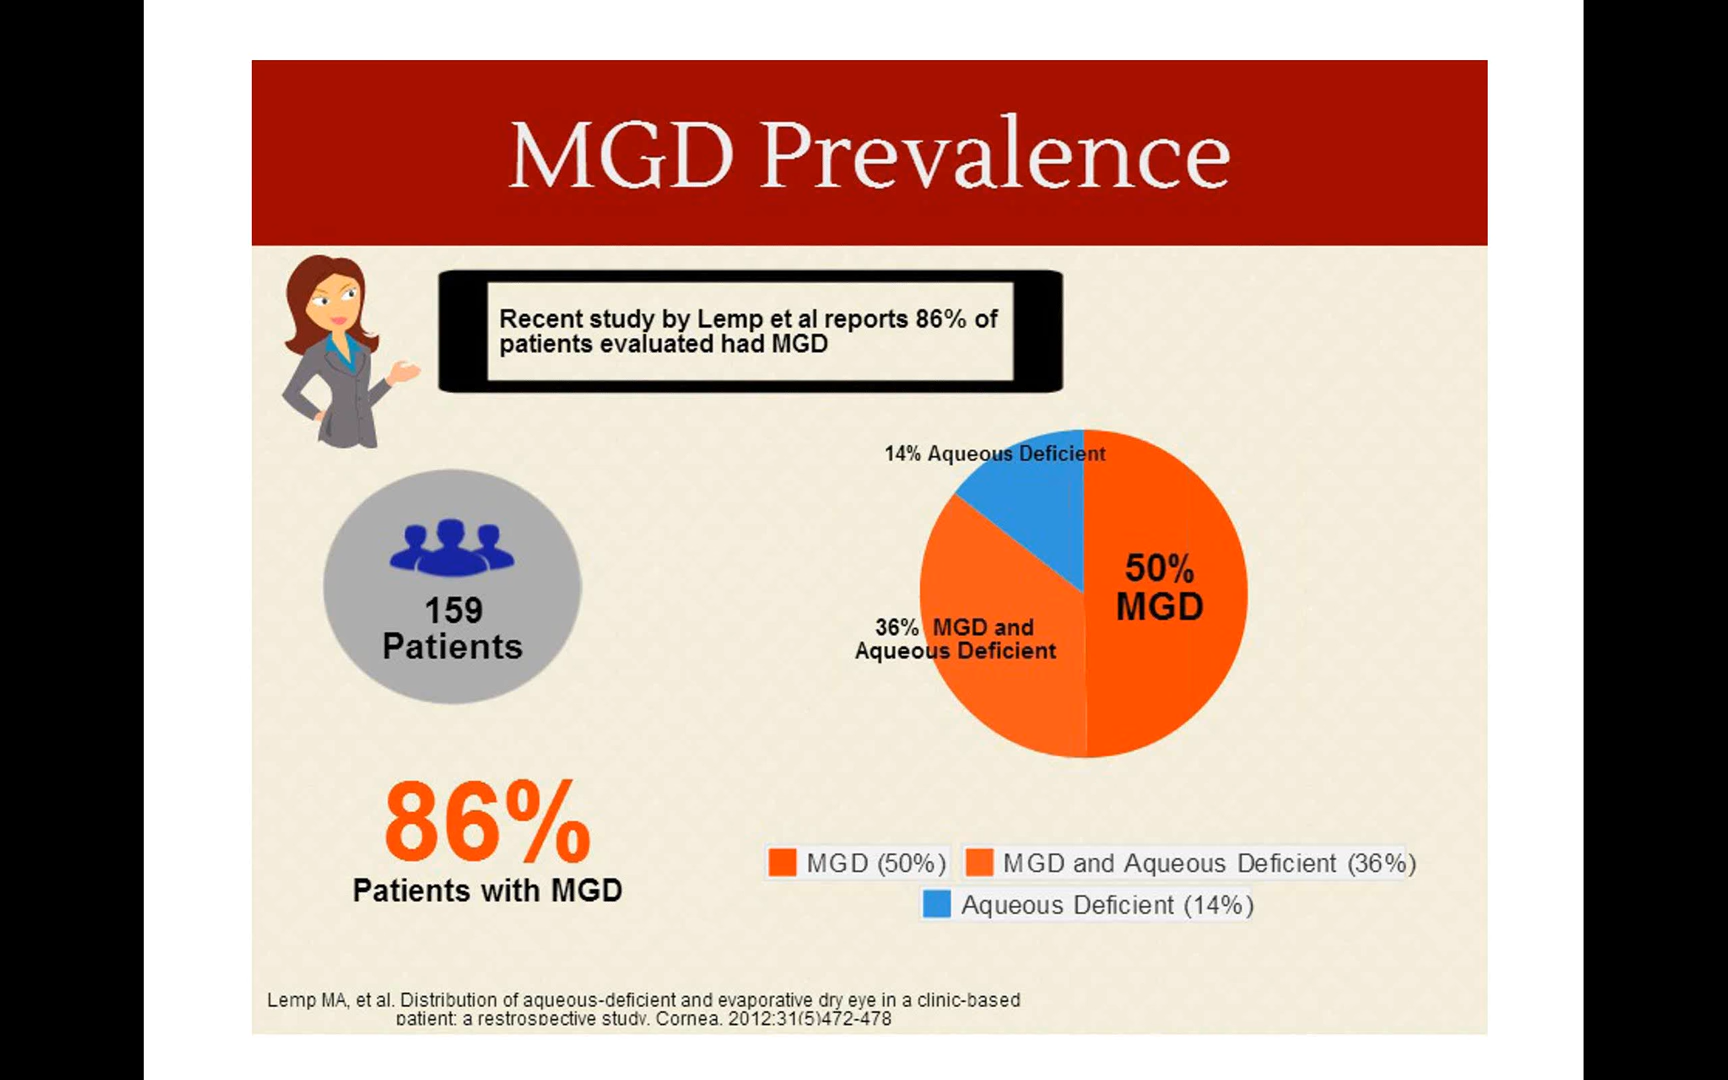 MGD Prevalence
Recent study by Lemp et al reports 86% of
patients evaluated had MGD
159
Patients
86%
Patients with MGD
14% Aqueous Deficient
50%
MGD
36% MGD and
Aqueous Deficient
MGD (50%)
MGD and Aqueous Deficient (36%)
Aqueous Deficient (14%)
Lemp MA, et al. Distribution of aqueous-deficient and evaporative dry eye in a clinic-based
patient: a restrospective study. Cornea. 2012:31(5)472-478